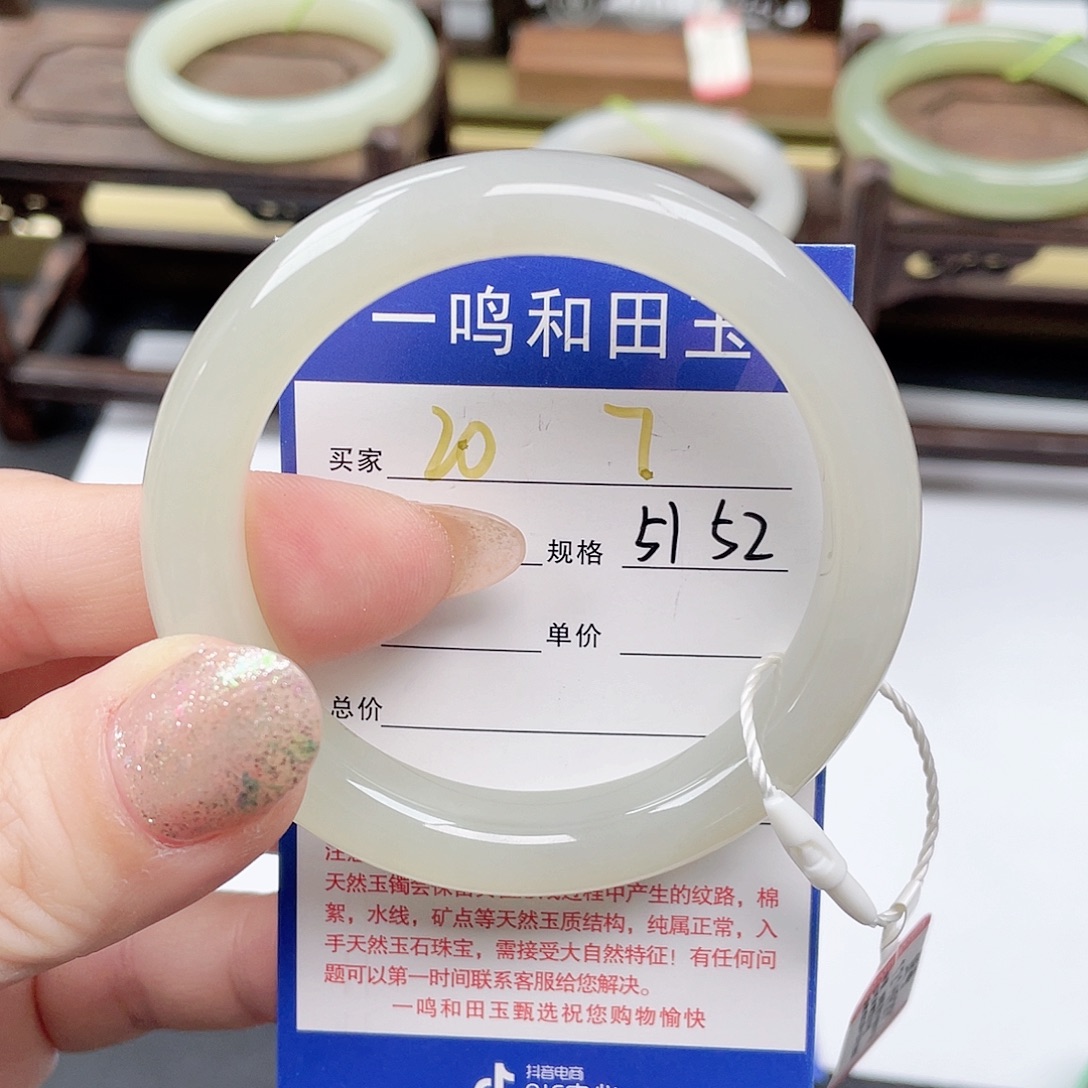 一鸣和田玉
买家 20 7
规格 51 52
单价
总价
天然玉镯会
过程中产生的纹路，棉
絮，水线，矿点等天然玉质结构，纯属正常，入
手天然玉石珠宝，需接受大自然特征！有任何问
题可以第一时间联系客服给您解决。
一鸣和田玉甄选祝您购物愉快
抖音电商